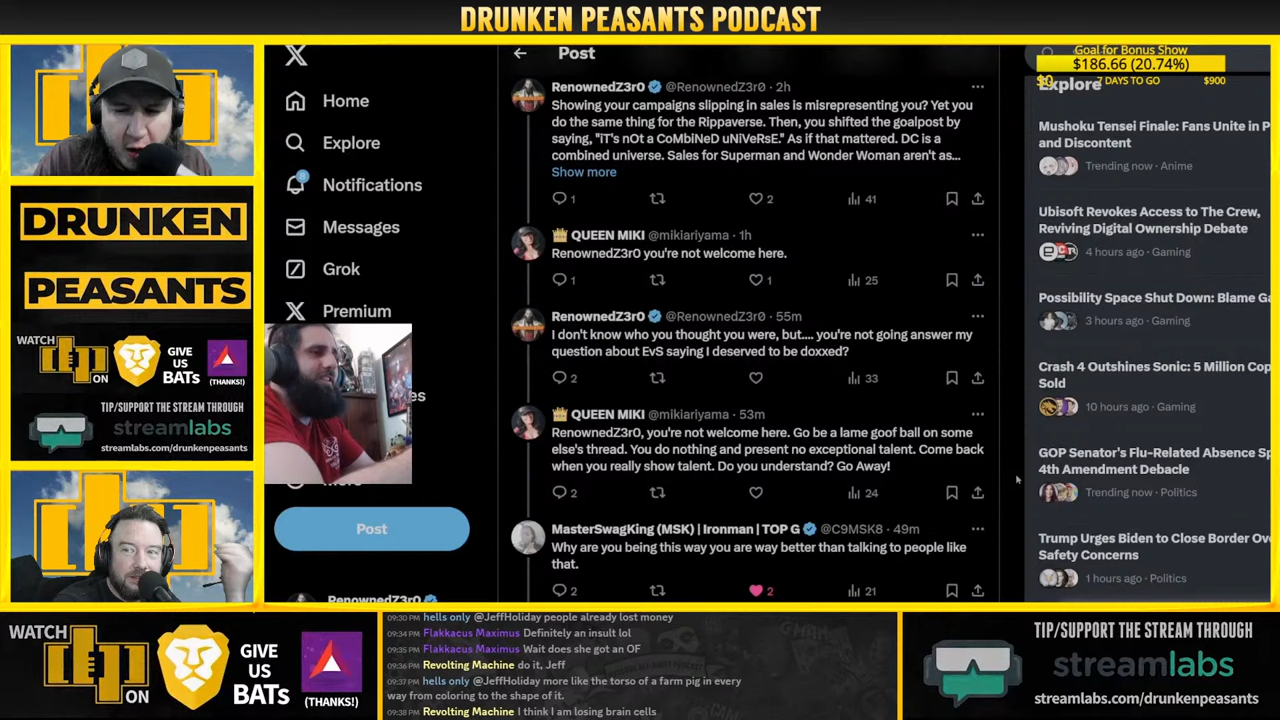 DRUNKEN PEASANTS PODCAST
Goal for Bonus Show
$186.66 (20.74%)
$0
7 DAYS TO GO
$900
DRUNKEN
PEASANTS
WATCH
ON
GIVE
US
BATs
(THANKS!)
TIP/SUPPORT THE STREAM THROUGH
streamlabs
streamlabs.com/drunkenpeasants
Home
Explore
Notifications
8
Messages
Grok
Premium
es
More
Post
RenownedZ3r0
Post
RenownedZ3r0 @RenownedZ3r0 · 2h
Showing your campaigns slipping in sales is misrepresenting you? Yet you
do the same thing for the Rippaverse. Then, you shifted the goalpost by
saying, "iT's nOt a CoMbiNeD uNiVeRsE." As if that mattered. DC is a
combined universe. Sales for Superman and Wonder Woman aren't as...
Show more
1
2
41
QUEEN MIKI @mikiariyama · 1h
RenownedZ3r0 you're not welcome here.
1
1
25
RenownedZ3r0 @RenownedZ3r0 · 55m
I don't know who you thought you were, but.... you're not going answer my
question about EvS saying I deserved to be doxxed?
2
33
QUEEN MIKI @mikiariyama · 53m
RenownedZ3r0, you're not welcome here. Go be a lame goof ball on some
else's thread. You do nothing and present no exceptional talent. Come back
when you really show talent. Do you understand? Go Away!
2
24
MasterSwagKing (MSK) | Ironman | TOP G @C9MSK8 · 49m
Why are you being this way you are way better than talking to people like
that.
2
2
21
Explore
Mushoku Tensei Finale: Fans Unite in P
and Discontent
Trending now · Anime
Ubisoft Revokes Access to The Crew,
Reviving Digital Ownership Debate
4 hours ago · Gaming
Possibility Space Shut Down: Blame Ga
3 hours ago · Gaming
Crash 4 Outshines Sonic: 5 Million Cop
Sold
10 hours ago · Gaming
GOP Senator's Flu-Related Absence Sp
4th Amendment Debacle
Trending now · Politics
Trump Urges Biden to Close Border Ove
Safety Concerns
1 hours ago · Politics
WATCH
ON
GIVE
US
BATs
(THANKS!)
09:30 PM hells only @JeffHoliday people already lost money
09:34 PM Flakkacus Maximus Definitely an insult lol
09:35 PM Flakkacus Maximus Wait does she got an OF
09:36 PM Revolting Machine do it, Jeff
09:37 PM hells only @JeffHoliday more like the torso of a farm pig in every
way from coloring to the shape of it.
09:38 PM Revolting Machine I think I am losing brain cells
TIP/SUPPORT THE STREAM THROUGH
streamlabs
streamlabs.com/drunkenpeasants